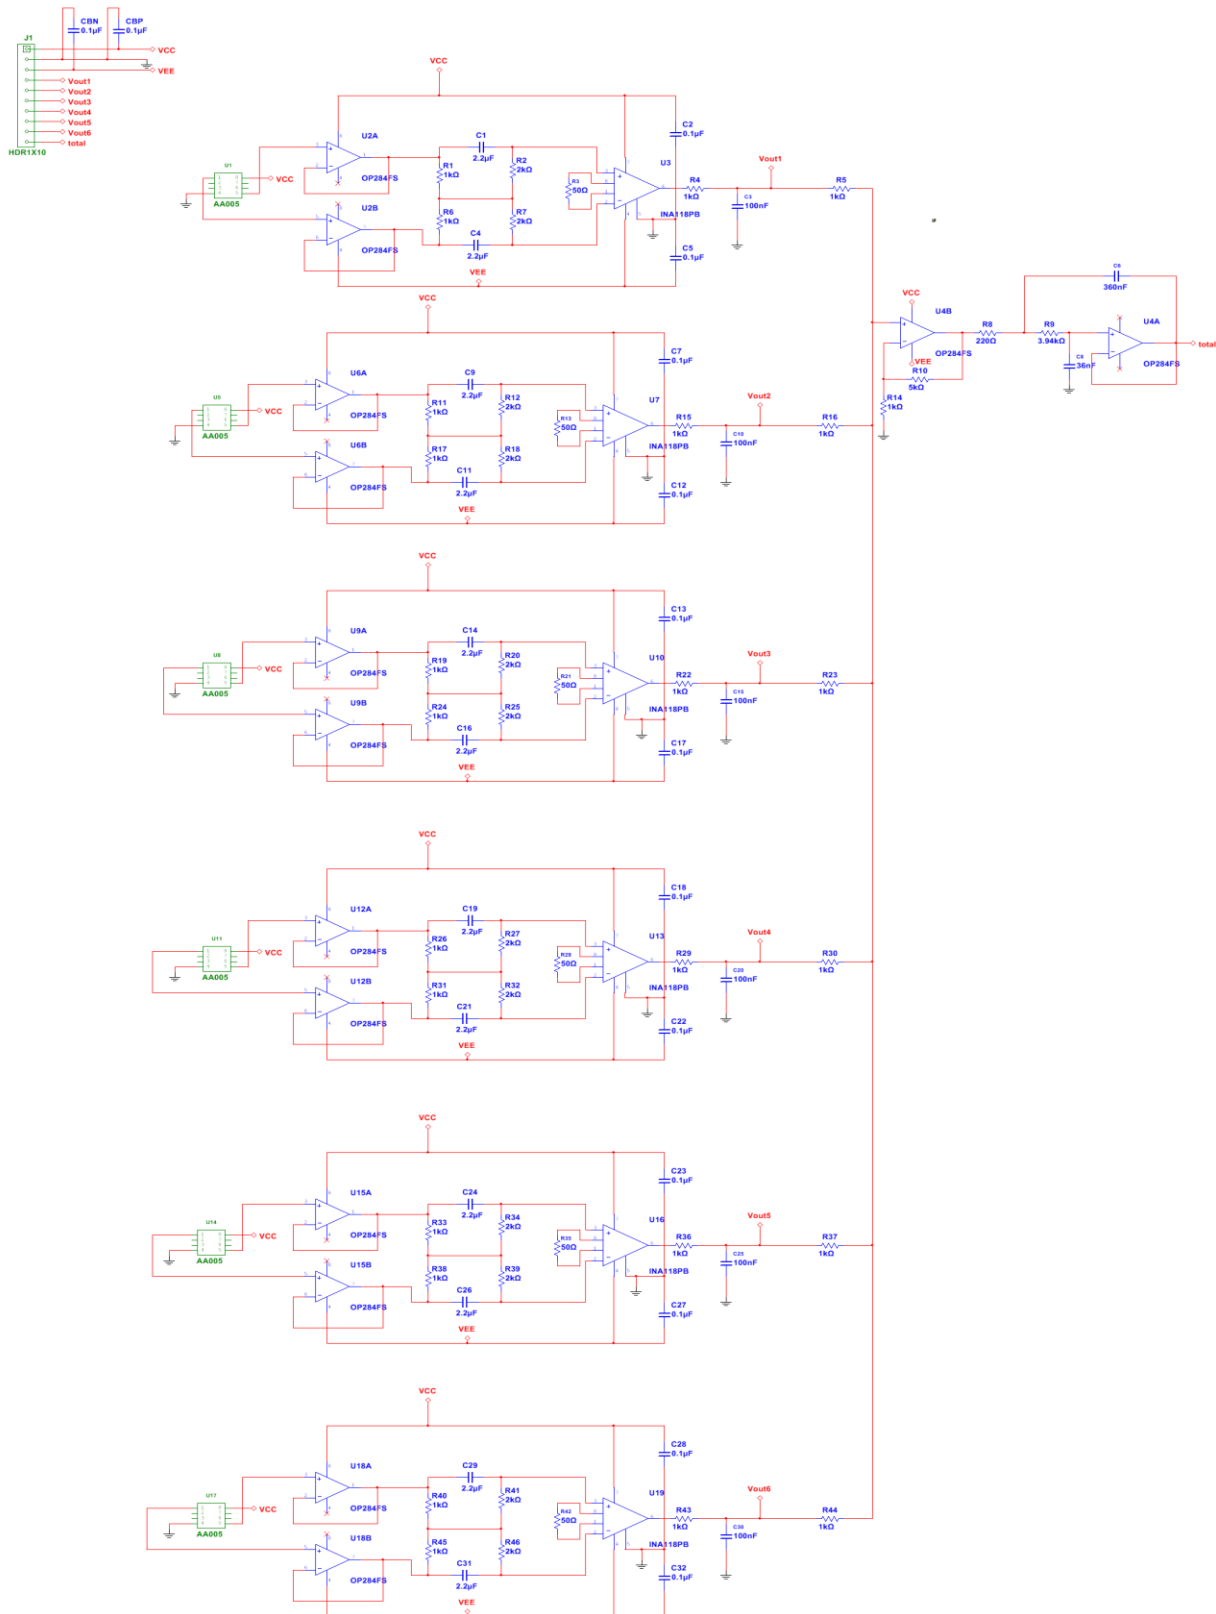 CBN
0.1µF
CBP
0.1µF
J1
VCC
VEE
Vout1
Vout2
Vout3
Vout4
Vout5
Vout6
total
HDR1X10
VCC
U1
VCC
AA005
U2A
OP284FS
U2B
OP284FS
C1
2.2µF
R1
1kΩ
R2
2kΩ
R6
1kΩ
R7
2kΩ
C4
2.2µF
VEE
R3
50Ω
U3
INA118PB
C2
0.1µF
C5
0.1µF
R4
1kΩ
C3
100nF
Vout1
R5
1kΩ
VCC
U5
VCC
AA005
U6A
OP284FS
U6B
OP284FS
C9
2.2µF
R11
1kΩ
R12
2kΩ
R17
1kΩ
R18
2kΩ
C11
2.2µF
VEE
R13
50Ω
U7
INA118PB
C7
0.1µF
C12
0.1µF
R15
1kΩ
C10
100nF
Vout2
R16
1kΩ
VCC
U4B
OP284FS
VEE
R10
5kΩ
R14
1kΩ
R8
220Ω
R9
3.94kΩ
C6
360nF
36nF
U4A
OP284FS
total
VCC
U8
VCC
AA005
U9A
OP284FS
U9B
OP284FS
C14
2.2µF
R19
1kΩ
R20
2kΩ
R24
1kΩ
R25
2kΩ
C16
2.2µF
VEE
R21
50Ω
U10
INA118PB
C13
0.1µF
C17
0.1µF
R22
1kΩ
C15
100nF
Vout3
R23
1kΩ
VCC
U11
VCC
AA005
U12A
OP284FS
U12B
OP284FS
C19
2.2µF
R26
1kΩ
R27
2kΩ
R31
1kΩ
R32
2kΩ
C21
2.2µF
VEE
R28
50Ω
U13
INA118PB
C18
0.1µF
C22
0.1µF
R29
1kΩ
C20
100nF
Vout4
R30
1kΩ
VCC
U14
VCC
AA005
U15A
OP284FS
U15B
OP284FS
C24
2.2µF
R33
1kΩ
R34
2kΩ
R38
1kΩ
R39
2kΩ
C26
2.2µF
VEE
R35
50Ω
U16
INA118PB
C23
0.1µF
C27
0.1µF
R36
1kΩ
C25
100nF
Vout5
R37
1kΩ
VCC
U17
VCC
AA005
U18A
OP284FS
U18B
OP284FS
C29
2.2µF
R40
1kΩ
R41
2kΩ
R45
1kΩ
R46
2kΩ
C31
2.2µF
VEE
R42
50Ω
U19
INA118PB
C28
0.1µF
C32
0.1µF
R43
1kΩ
C30
100nF
Vout6
R44
1kΩ